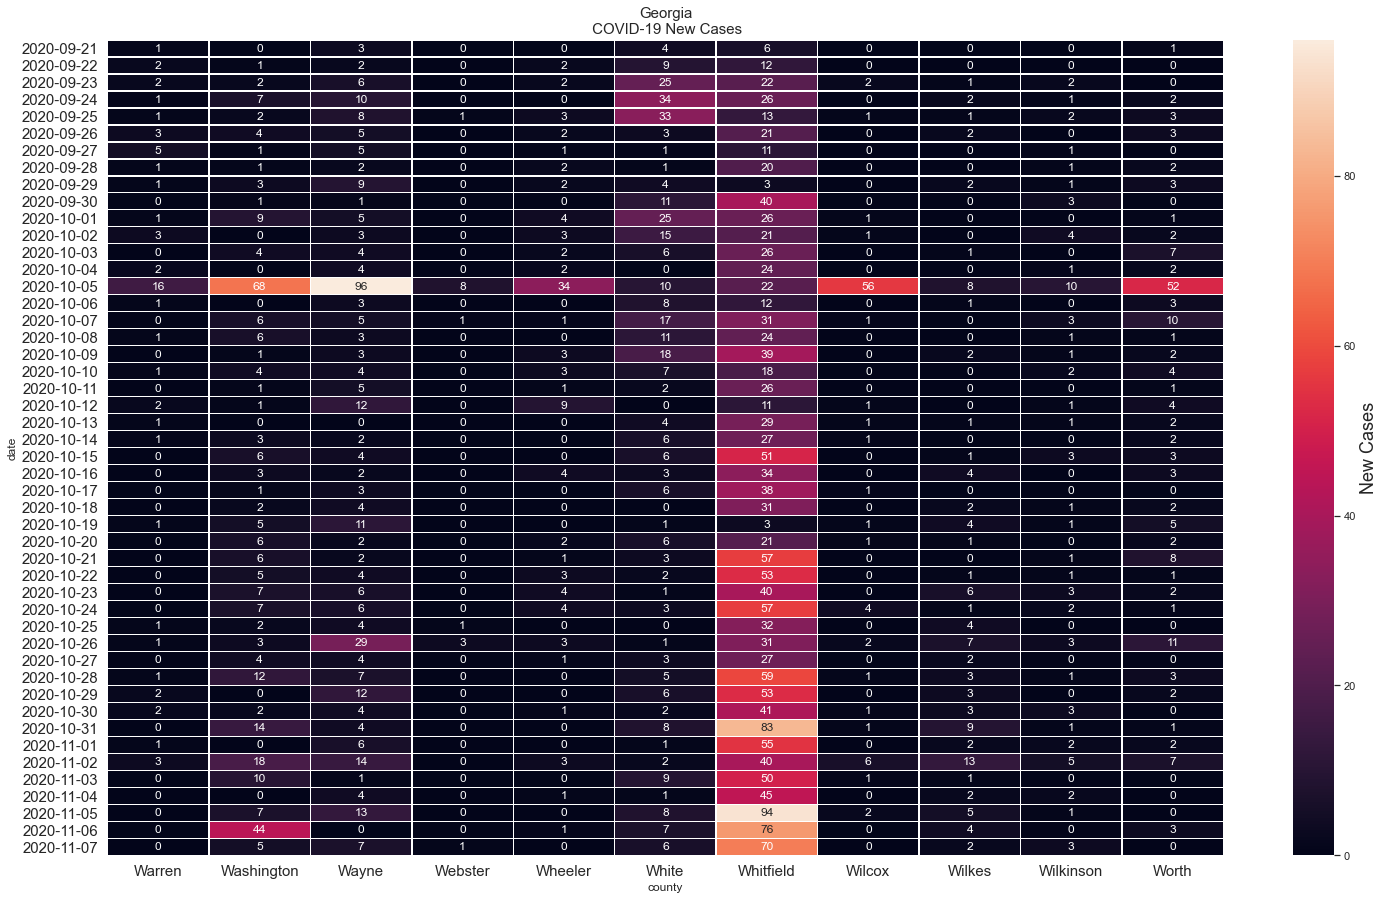 Georgia
COVID-19 New Cases
2020-09-21 1 0 3 0 0 4 6 0 0 0 1
2020-09-22 2 1 2 0 2 9 12 0 0 0 0
2020-09-23 2 2 6 0 2 25 22 2 1 2 0
2020-09-24 1 7 10 0 0 34 26 0 2 1 2
2020-09-25 1 2 8 1 3 33 13 1 1 2 3
2020-09-26 3 4 5 0 2 3 21 0 2 0 3
2020-09-27 5 1 5 0 1 1 11 0 0 1 0
2020-09-28 1 1 2 0 2 1 20 0 0 1 2
2020-09-29 1 3 9 0 2 4 3 0 2 1 3
2020-09-30 0 1 1 0 0 11 40 0 0 3 0
2020-10-01 1 9 5 0 4 25 26 1 0 0 1
2020-10-02 3 0 3 0 3 15 21 1 0 4 2
2020-10-03 0 4 4 0 2 6 26 0 1 0 7
2020-10-04 2 0 4 0 2 0 24 0 0 1 2
2020-10-05 16 68 96 8 34 10 22 56 8 10 52
2020-10-06 1 0 3 0 0 8 12 0 1 0 3
2020-10-07 0 6 5 1 1 17 31 1 0 3 10
2020-10-08 1 6 3 0 0 11 24 0 0 1 1
2020-10-09 0 1 3 0 3 18 39 0 2 1 2
2020-10-10 1 4 4 0 3 7 18 0 0 2 4
2020-10-11 0 1 5 0 1 2 26 0 0 0 1
2020-10-12 2 1 12 0 9 0 11 1 0 1 4
2020-10-13 1 0 0 0 0 4 29 1 1 1 2
2020-10-14 1 3 2 0 0 6 27 1 0 0 2
2020-10-15 0 6 4 0 0 6 51 0 1 3 3
2020-10-16 0 3 2 0 4 3 34 0 4 0 3
2020-10-17 0 1 3 0 0 6 38 1 0 0 0
2020-10-18 0 2 4 0 0 0 31 0 2 1 2
2020-10-19 1 5 11 0 0 1 3 1 4 1 5
2020-10-20 0 6 2 0 2 6 21 1 1 0 2
2020-10-21 0 6 2 0 1 3 57 0 0 1 8
2020-10-22 0 5 4 0 3 2 53 0 1 1 1
2020-10-23 0 7 6 0 4 1 40 0 6 3 2
2020-10-24 0 7 6 0 4 3 57 4 1 2 1
2020-10-25 1 2 4 1 0 0 32 0 4 0 0
2020-10-26 1 3 29 3 3 1 31 2 7 3 11
2020-10-27 0 4 4 0 1 3 27 0 2 0 0
2020-10-28 1 12 7 0 0 5 59 1 3 1 3
2020-10-29 2 0 12 0 0 6 53 0 3 0 2
2020-10-30 2 2 4 0 1 2 41 1 3 3 0
2020-10-31 0 14 4 0 0 8 83 1 9 1 1
2020-11-01 1 0 6 0 0 1 55 0 2 2 2
2020-11-02 3 18 14 0 3 2 40 6 13 5 7
2020-11-03 0 10 1 0 0 9 50 1 1 0 0
2020-11-04 0 0 4 0 1 1 45 0 2 2 0
2020-11-05 0 7 13 0 0 8 94 2 5 1 0
2020-11-06 0 44 0 0 1 7 76 0 4 0 3
2020-11-07 0 5 7 1 0 6 70 0 2 3 0
Warren Washington Wayne Webster Wheeler White Whitfield Wilcox Wilkes Wilkinson Worth
county
date
80
60
40
20
0
New Cases